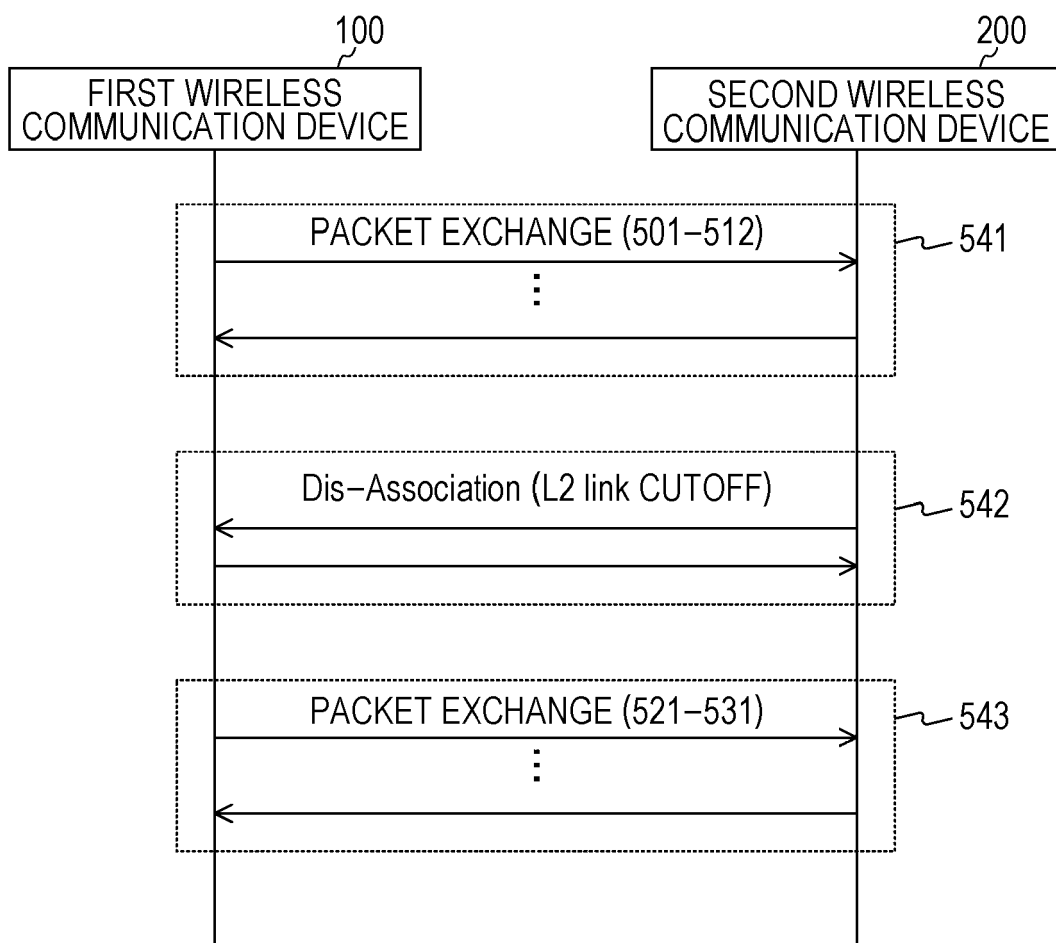 100
200
FIRST WIRELESS
COMMUNICATION DEVICE
SECOND WIRELESS
COMMUNICATION DEVICE
PACKET EXCHANGE (501–512)
541
Dis–Association (L2 link CUTOFF)
542
PACKET EXCHANGE (521–531)
543